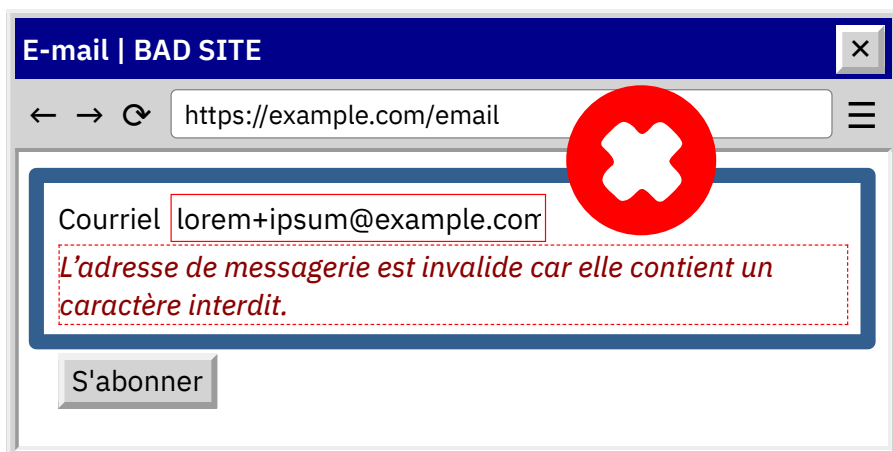 E-mail | BAD SITE
https://example.com/email
Courriel lorem+ipsum@example.com
L’adresse de messagerie est invalide car elle contient un
caractère interdit.
S'abonner